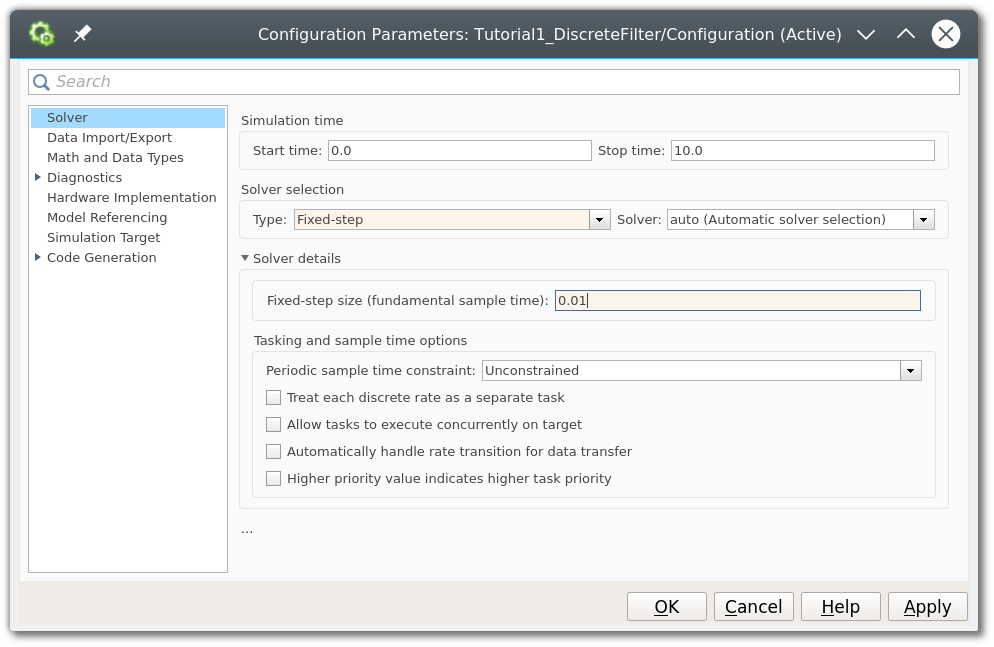 Configuration Parameters: Tutorial1_DiscreteFilter/Configuration (Active)
Search
Solver
Data Import/Export
Math and Data Types
Diagnostics
Hardware Implementation
Model Referencing
Simulation Target
Code Generation
Simulation time
Start time: 0.0 Stop time: 10.0
Solver selection
Type: Fixed-step Solver: auto (Automatic solver selection)
Solver details
Fixed-step size (fundamental sample time): 0.01
Tasking and sample time options
Periodic sample time constraint: Unconstrained
Treat each discrete rate as a separate task
Allow tasks to execute concurrently on target
Automatically handle rate transition for data transfer
Higher priority value indicates higher task priority
...
OK Cancel Help Apply